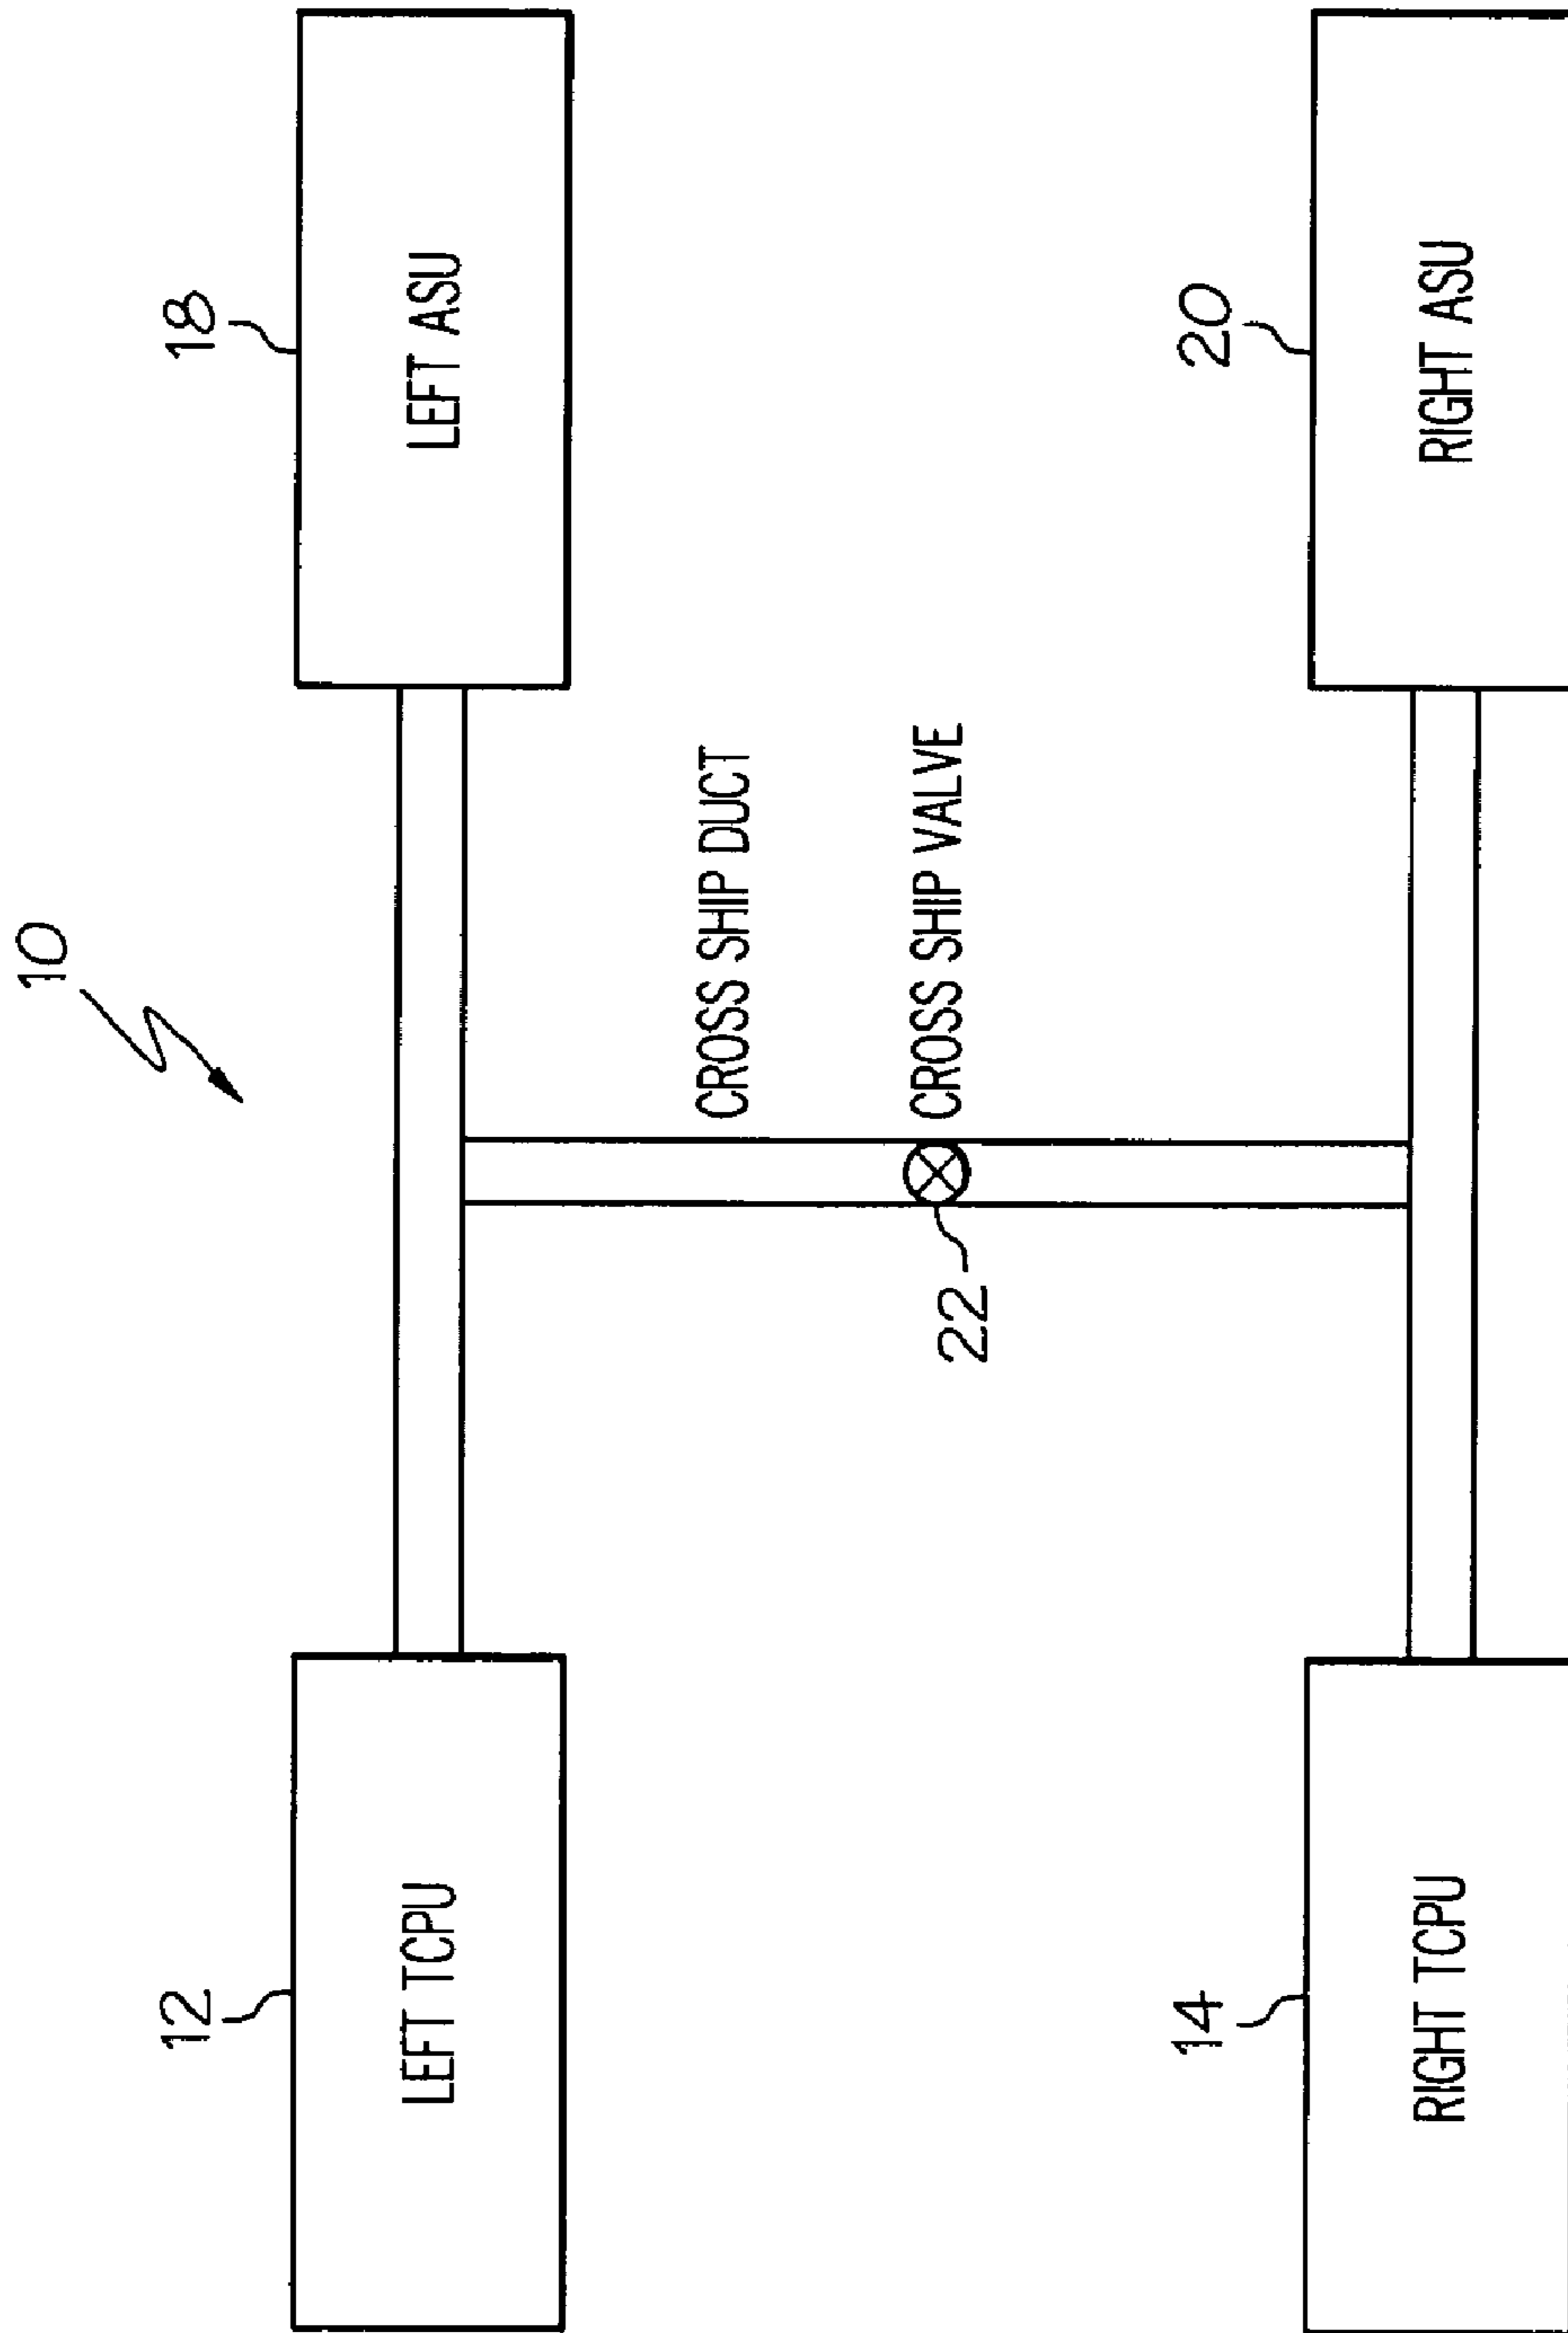 10
12
LEFT TCPU
18
LEFT ASU
CROSS SHIP DUCT
22
CROSS SHIP VALVE
14
RIGHT TCPU
20
RIGHT ASU